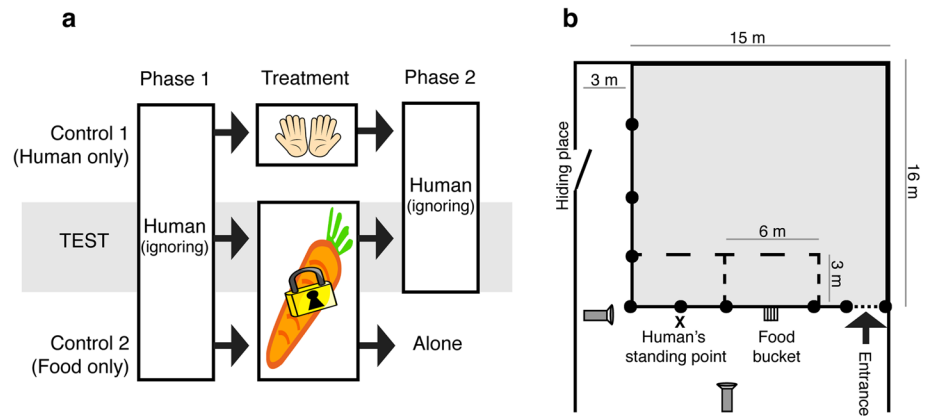 a
Phase 1
Treatment
Phase 2
Control 1
(Human only)
TEST
Control 2
(Food only)
Human
(ignoring)
Human
(ignoring)
Alone
b
15 m
3 m
Hiding place
16 m
6 m
3 m
X
Human's
standing point
Food
bucket
Entrance